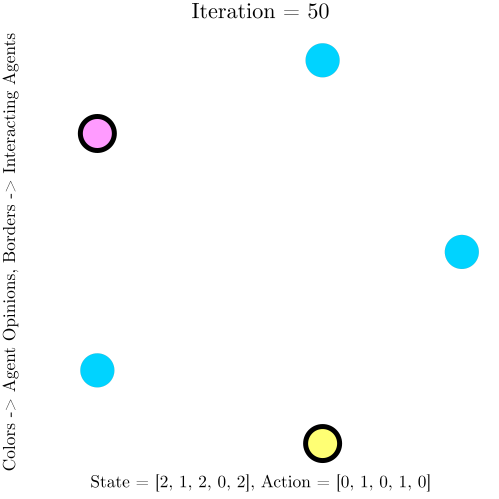 Iteration = 50
Colors -> Agent Opinions, Borders -> Interacting Agents
State = [2, 1, 2, 0, 2], Action = [0, 1, 0, 1, 0]